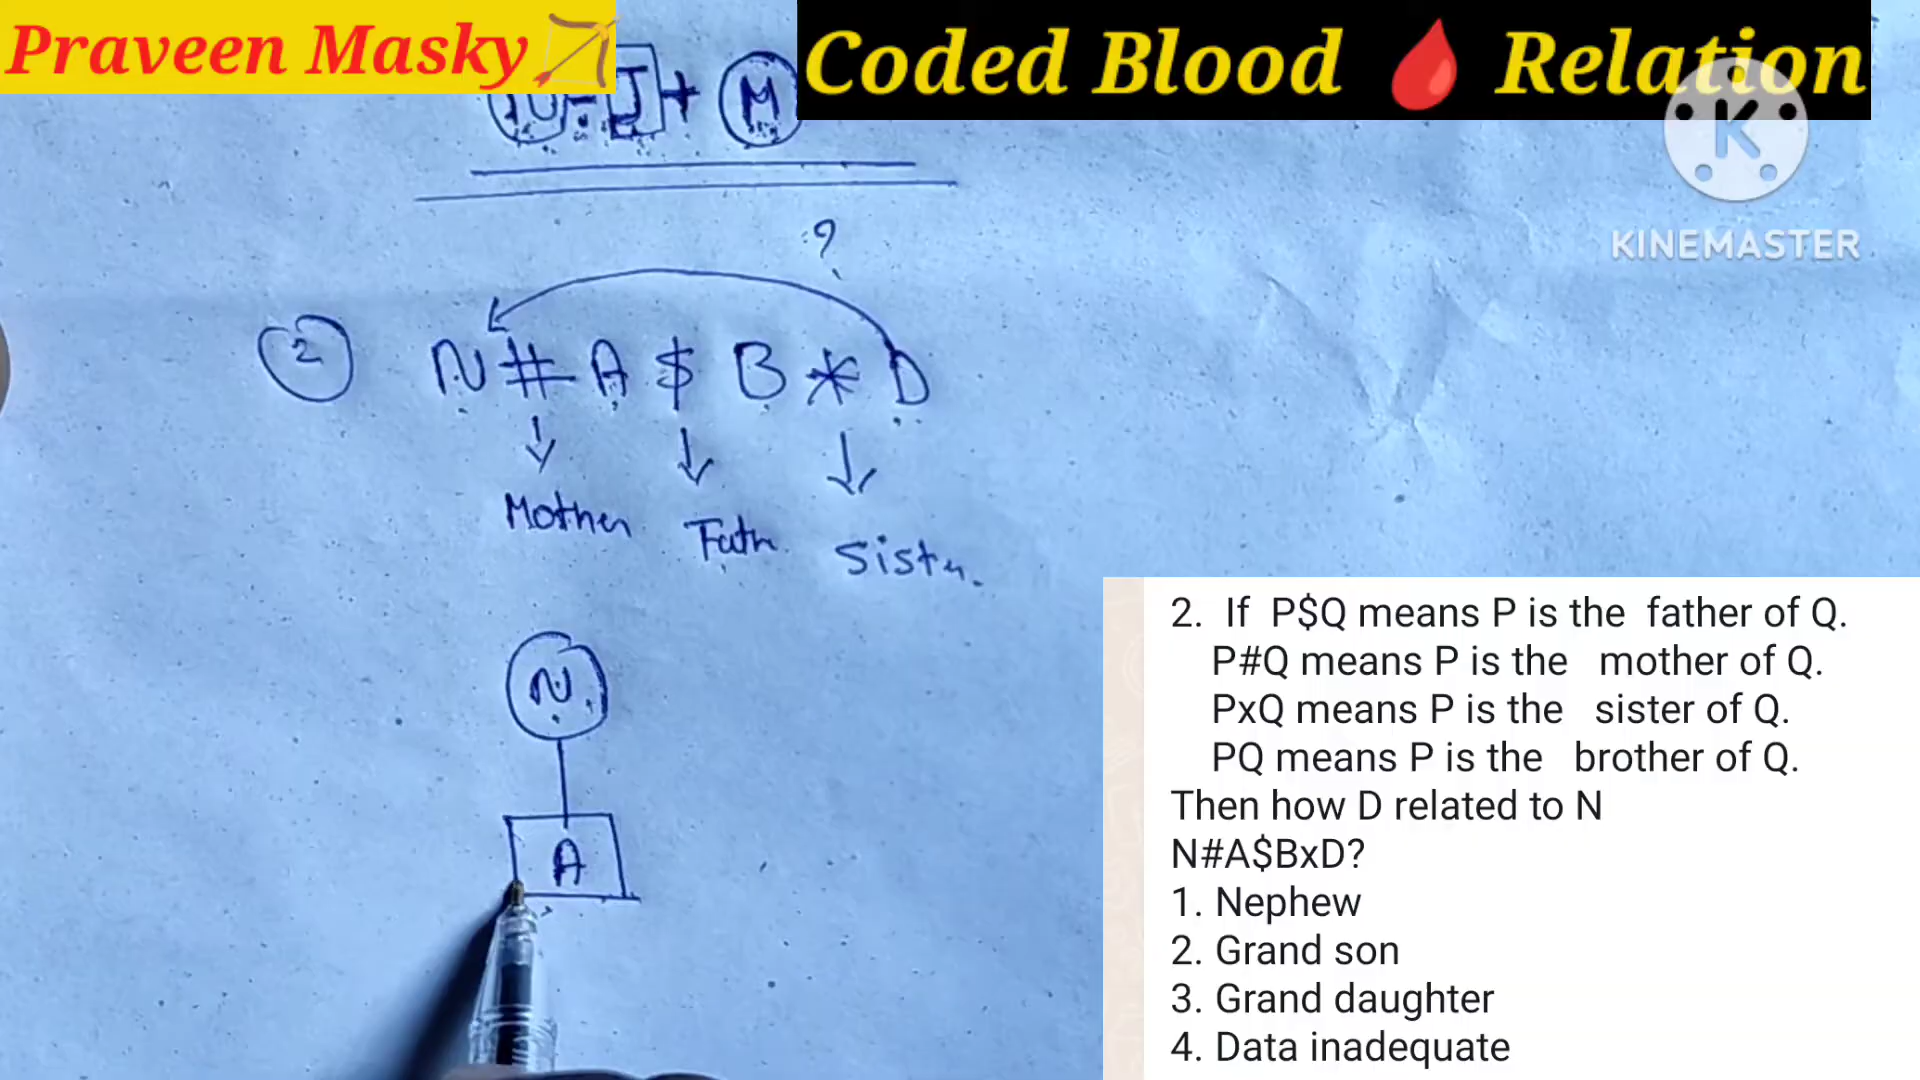 Praveen Masky
Coded Blood Relation
J + M
K
KINEMASTER
?
2 N # A $ B * D
Mother Fath Sister.
N
A
2. If P$Q means P is the father of Q.
P#Q means P is the mother of Q.
PxQ means P is the sister of Q.
PQ means P is the brother of Q.
Then how D related to N
N#A$BxD?
1. Nephew
2. Grand son
3. Grand daughter
4. Data inadequate